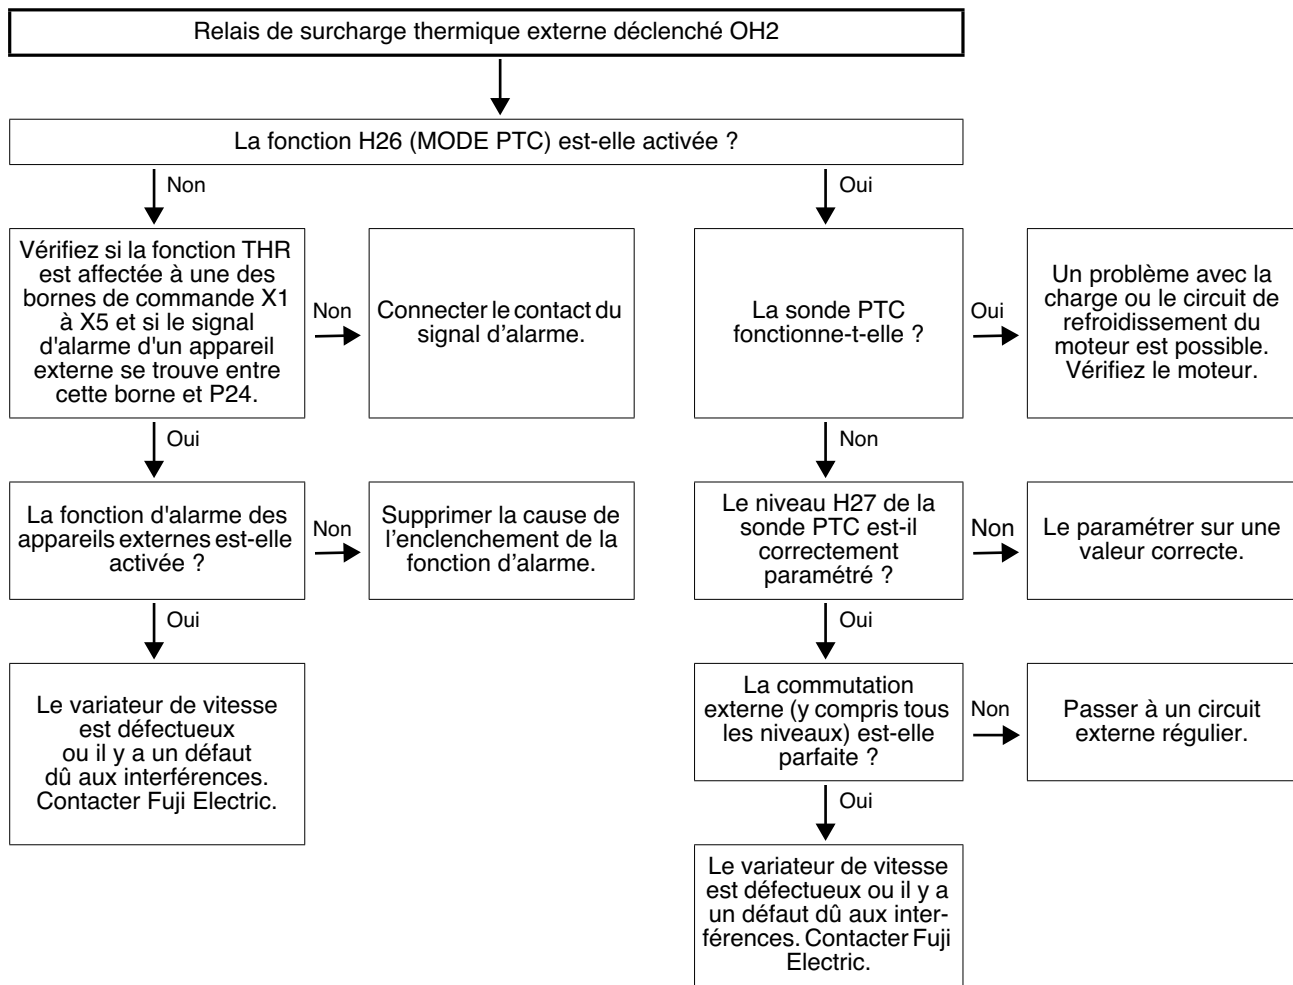 Relais de surcharge thermique externe déclenché OH2
La fonction H26 (MODE PTC) est-elle activée ?
Non
Oui
Vérifiez si la fonction THR
est affectée à une des
bornes de commande X1
à X5 et si le signal
d'alarme d'un appareil
externe se trouve entre
cette borne et P24.
Non
Connecter le contact du
signal d’alarme.
La sonde PTC
fonctionne-t-elle ?
Oui
Un problème avec la
charge ou le circuit de
refroidissement du
moteur est possible.
Vérifiez le moteur.
Oui
Non
La fonction d'alarme des
appareils externes est-elle
activée ?
Non
Supprimer la cause de
l’enclenchement de la
fonction d’alarme.
Le niveau H27 de la
sonde PTC est-il
correctement
paramétré ?
Non
Le paramétrer sur une
valeur correcte.
Oui
Oui
Le variateur de vitesse
est défectueux
ou il y a un défaut
dû aux interférences.
Contacter Fuji Electric.
La commutation
externe (y compris tous
les niveaux) est-elle
parfaite ?
Non
Passer à un circuit
externe régulier.
Oui
Le variateur de vitesse
est défectueux ou il y a
un défaut dû aux inter-
férences. Contacter Fuji
Electric.